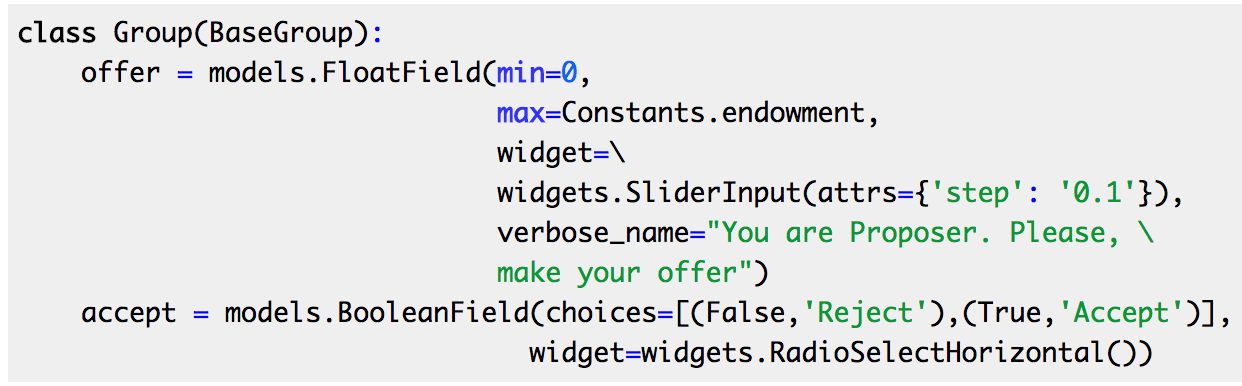 class Group(BaseGroup):
    offer = models.FloatField(min=0,
                              max=Constants.endowment,
                              widget=\
                              widgets.SliderInput(attrs={'step': '0.1'}),
                              verbose_name="You are Proposer. Please, \
                              make your offer")
    accept = models.BooleanField(choices=[(False,'Reject'),(True,'Accept')],
                                widget=widgets.RadioSelectHorizontal())